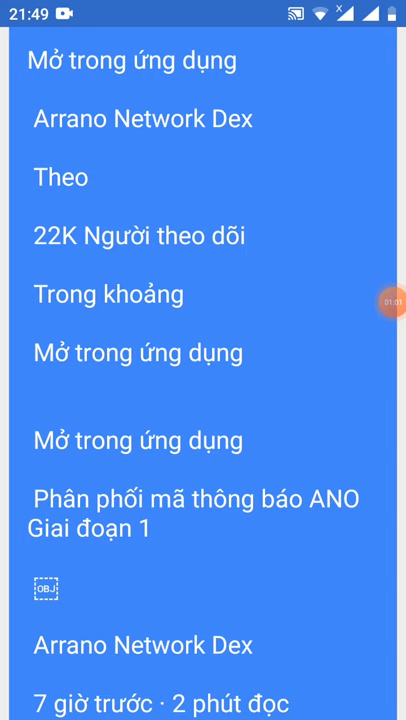 21:49
x
Mở trong ứng dụng
Arrano Network Dex
Theo
22K Người theo dõi
Trong khoảng
01:01
Mở trong ứng dụng
Mở trong ứng dụng
Phân phối mã thông báo ANO
Giai đoạn 1
OBJ
Arrano Network Dex
7 giờ trước · 2 phút đọc